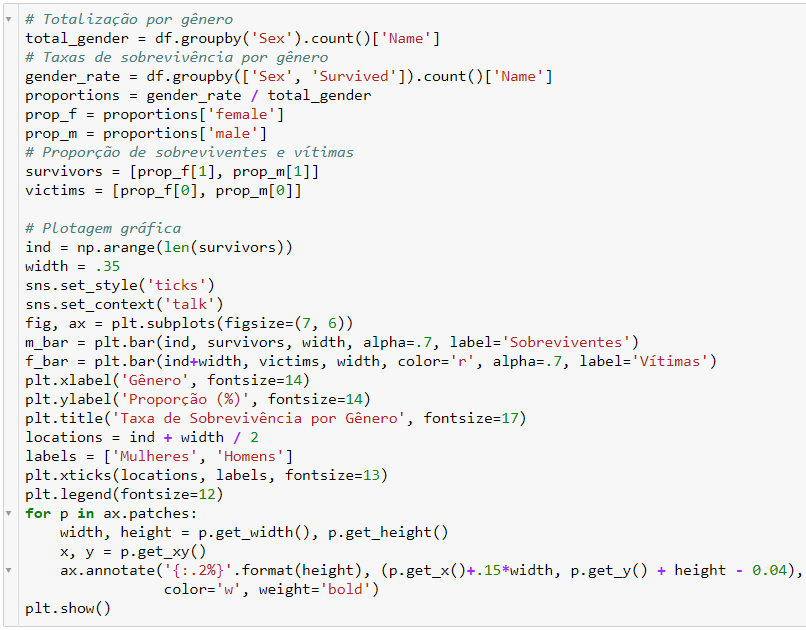 # Totalização por gênero
total_gender = df.groupby('Sex').count()['Name']
# Taxas de sobrevivência por gênero
gender_rate = df.groupby(['Sex', 'Survived']).count()['Name']
proportions = gender_rate / total_gender
prop_f = proportions['female']
prop_m = proportions['male']
# Proporção de sobreviventes e vítimas
survivors = [prop_f[1], prop_m[1]]
victims = [prop_f[0], prop_m[0]]

# Plotagem gráfica
ind = np.arange(len(survivors))
width = .35
sns.set_style('ticks')
sns.set_context('talk')
fig, ax = plt.subplots(figsize=(7, 6))
m_bar = plt.bar(ind, survivors, width, alpha=.7, label='Sobreviventes')
f_bar = plt.bar(ind+width, victims, width, color='r', alpha=.7, label='Vítimas')
plt.xlabel('Gênero', fontsize=14)
plt.ylabel('Proporção (%)', fontsize=14)
plt.title('Taxa de Sobrevivência por Gênero', fontsize=17)
locations = ind + width / 2
labels = ['Mulheres', 'Homens']
plt.xticks(locations, labels, fontsize=13)
plt.legend(fontsize=12)
for p in ax.patches:
    width, height = p.get_width(), p.get_height()
    x, y = p.get_xy()
    ax.annotate('{:.2%}'.format(height), (p.get_x()+.15*width, p.get_y() + height - 0.04),
                color='w', weight='bold')
plt.show()